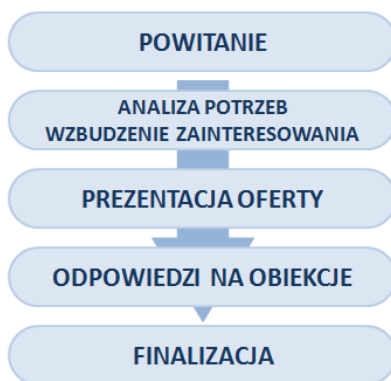 POWITANIE
ANALIZA POTRZEB
WZBUDZENIE ZAINTERESOWANIA
PREZENTACJA OFERTY
ODPOWIEDZI NA OBIEKCJE
FINALIZACJA